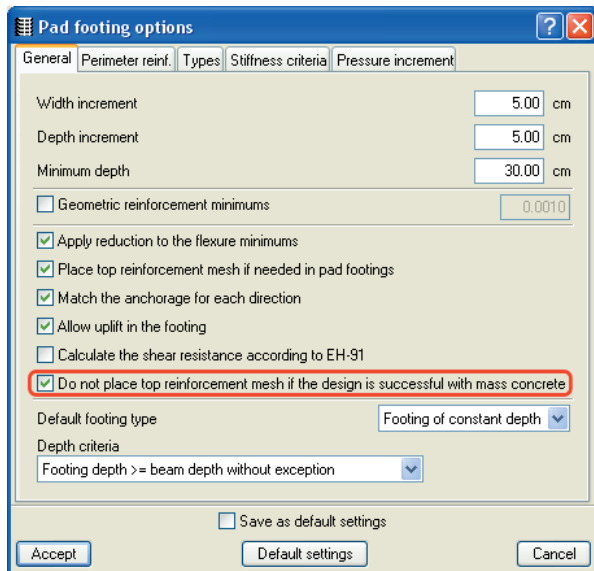 Pad footing options
General Perimeter reinf. Types Stiffness criteria Pressure increment
Width increment 5.00 cm
Depth increment 5.00 cm
Minimum depth 30.00 cm
Geometric reinforcement minimums 0.0010
Apply reduction to the flexure minimums
Place top reinforcement mesh if needed in pad footings
Match the anchorage for each direction
Allow uplift in the footing
Calculate the shear resistance according to EH-91
Do not place top reinforcement mesh if the design is successful with mass concrete
Default footing type Footing of constant depth
Depth criteria
Footing depth >= beam depth without exception
Save as default settings
Accept Default settings Cancel